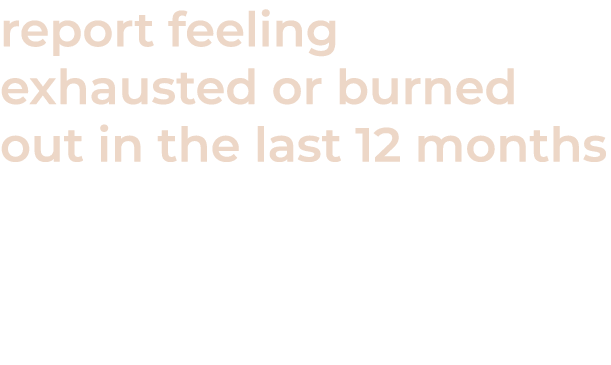 report feeling
exhausted or burned
out in the last 12 months